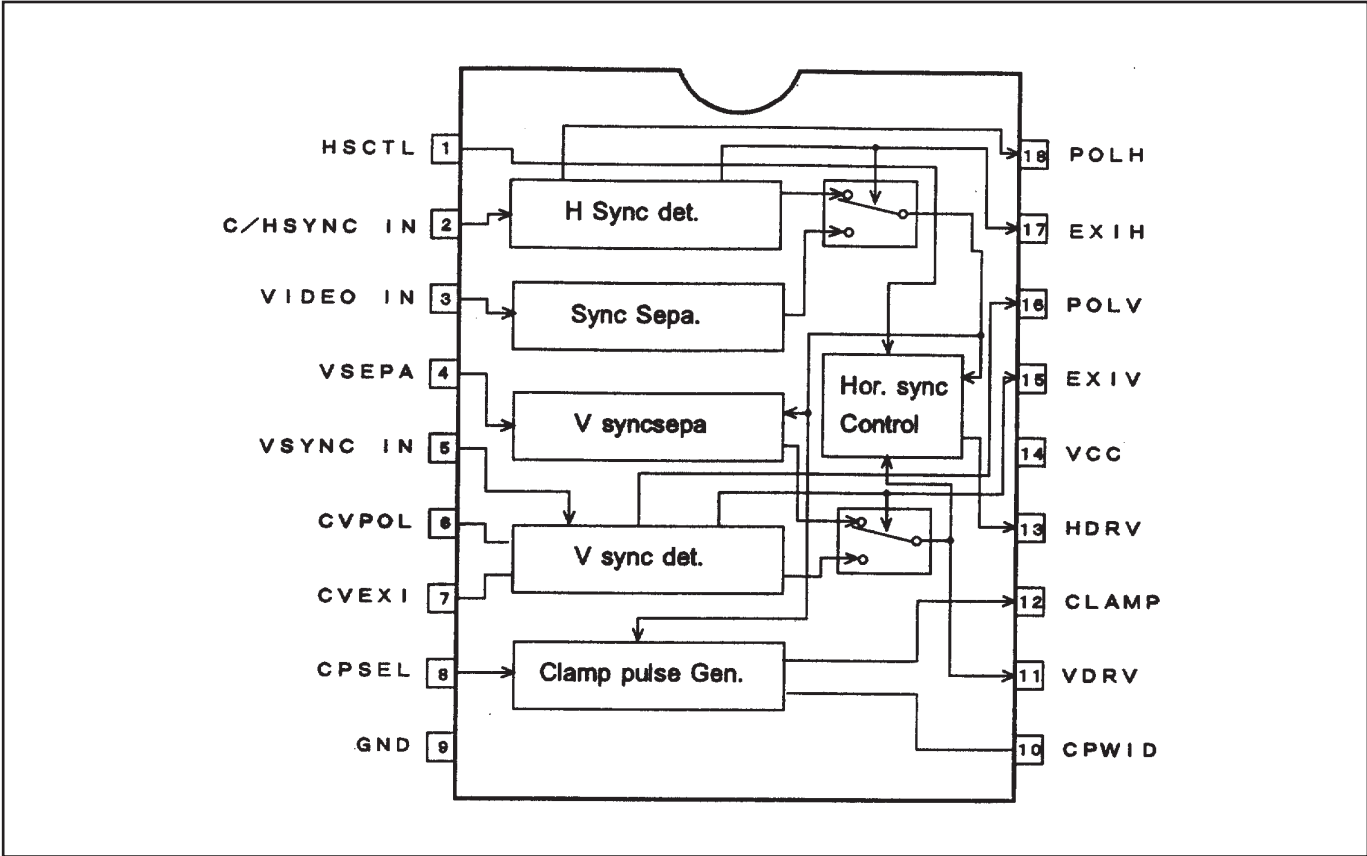 HSCTL 1
C/HSYNC IN 2
VIDEO IN 3
VSEPA 4
VSYNC IN 5
CVPOL 6
CVEXI 7
CPSEL 8
GND 9
H Sync det.
Sync Sepa.
V syncsepa
V sync det.
Clamp pulse Gen.
Hor. sync
Control
18 POLH
17 EXIH
16 POLV
15 EXIV
14 VCC
13 HDRV
12 CLAMP
11 VDRV
10 CPWID